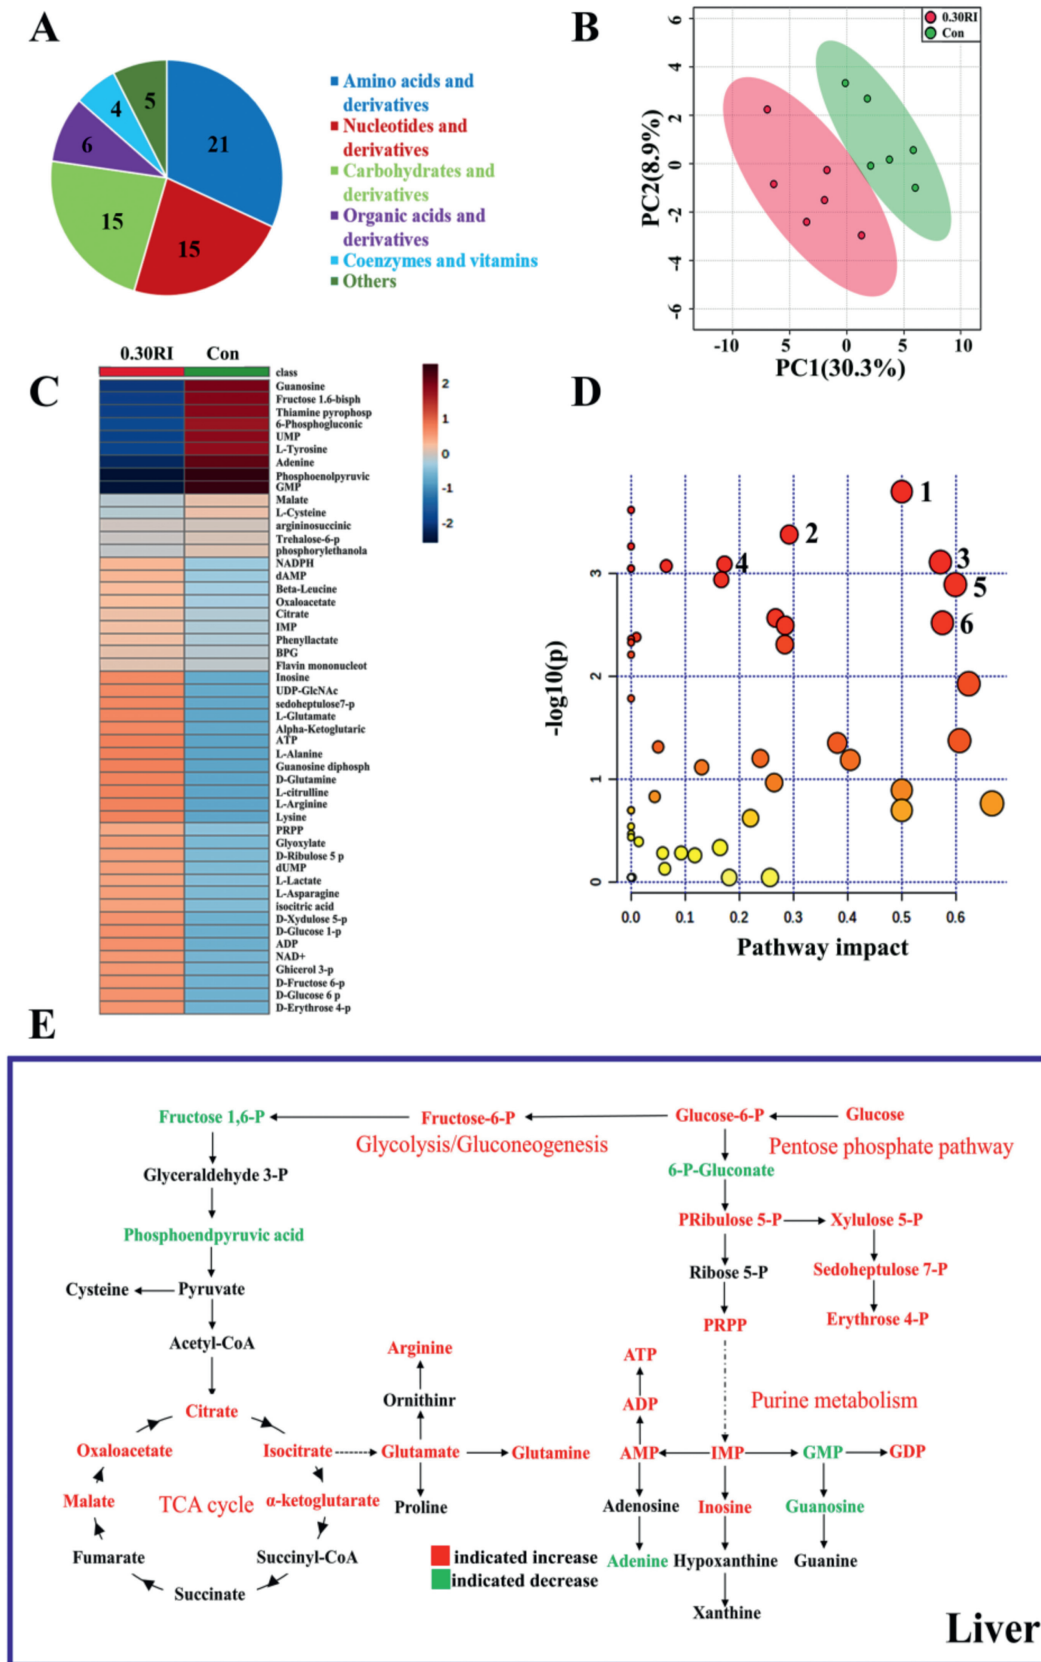 A
21
15
15
6
4
5
Amino acids and
derivatives
Nucleotides and
derivatives
Carbohydrates and
derivatives
Organic acids and
derivatives
Coenzymes and vitamins
Others
B
0.30RI
Con
6
4
2
0
-2
-4
-6
PC2(8.9%)
-10
5
0
5
10
PC1(30.3%)
C
0.30RI
Con
class
Guanosine
Fructose 1.6-bisph
Thiamine pyrophosp
6-Phosphogluconic
UMP
L-Tyrosine
Adenine
Phosphoenolpyruvic
GMP
Malate
L-Cysteine
argininosuccinic
Trehalose-6-p
phosphorylethanola
NADPH
dAMP
Beta-Leucine
Oxaloacetate
Citrate
IMP
Phenyllactate
BPG
Flavin mononucleot
Inosine
UDP-GlcNAc
sedoheptulose7-p
L-Glutamate
Alpha-Ketoglutaric
ATP
L-Alanine
Guanosine diphosph
D-Glutamine
L-citrulline
L-Arginine
Lysine
PRPP
Glyoxylate
D-Ribulose 5 p
dUMP
L-Lactate
L-Asparagine
isocitric acid
D-Xydulose 5-p
D-Glucose 1-p
ADP
NAD+
Ghicerol 3-p
D-Fructose 6-p
D-Glucose 6 p
D-Erythrose 4-p
2
1
0
-1
-2
D
1
2
3
4
5
6
3
2
1
0
-log10(p)
0.0 0.1 0.2 0.3 0.4 0.5 0.6
Pathway impact
E
Fructose 1,6-P
Fructose-6-P
Glucose-6-P
Glucose
Glycolysis/Gluconeogenesis
Pentose phosphate pathway
Glyceraldehyde 3-P
6-P-Gluconate
Phosphoendpyruvic acid
PRibulose 5-P
Xylulose 5-P
Cysteine
Pyruvate
Ribose 5-P
Sedoheptulose 7-P
Acetyl-CoA
PRPP
Erythrose 4-P
Arginine
ATP
Ornithinr
ADP
Purine metabolism
Citrate
Oxaloacetate
Isocitrate
Glutamate
Glutamine
AMP
IMP
GMP
GDP
Malate
TCA cycle
α-ketoglutarate
Proline
Adenosine
Inosine
Guanosine
Fumarate
Succinyl-CoA
indicated increase
Adenine
Hypoxanthine
Guanine
Succinate
indicated decrease
Xanthine
Liver